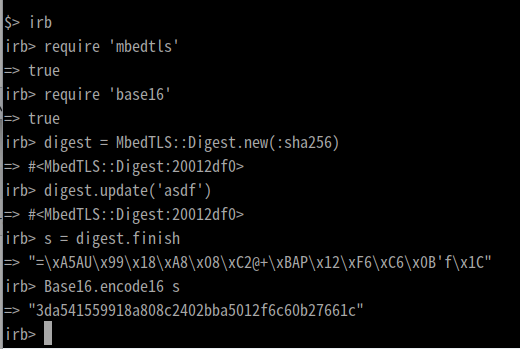 $> irb
irb> require 'mbedtls'
=> true
irb> require 'base16'
=> true
irb> digest = MbedTLS::Digest.new(:sha256)
=> #<MbedTLS::Digest:20012df0>
irb> digest.update('asdf')
=> #<MbedTLS::Digest:20012df0>
irb> s = digest.finish
=> "=\xA5AU\x99\x18\xA8\x08\xC2@+\xBAP\x12\xF6\xC6\x0B'f\x1C"
irb> Base16.encode16 s
=> "3da541559918a808c2402bba5012f6c60b27661c"
irb>